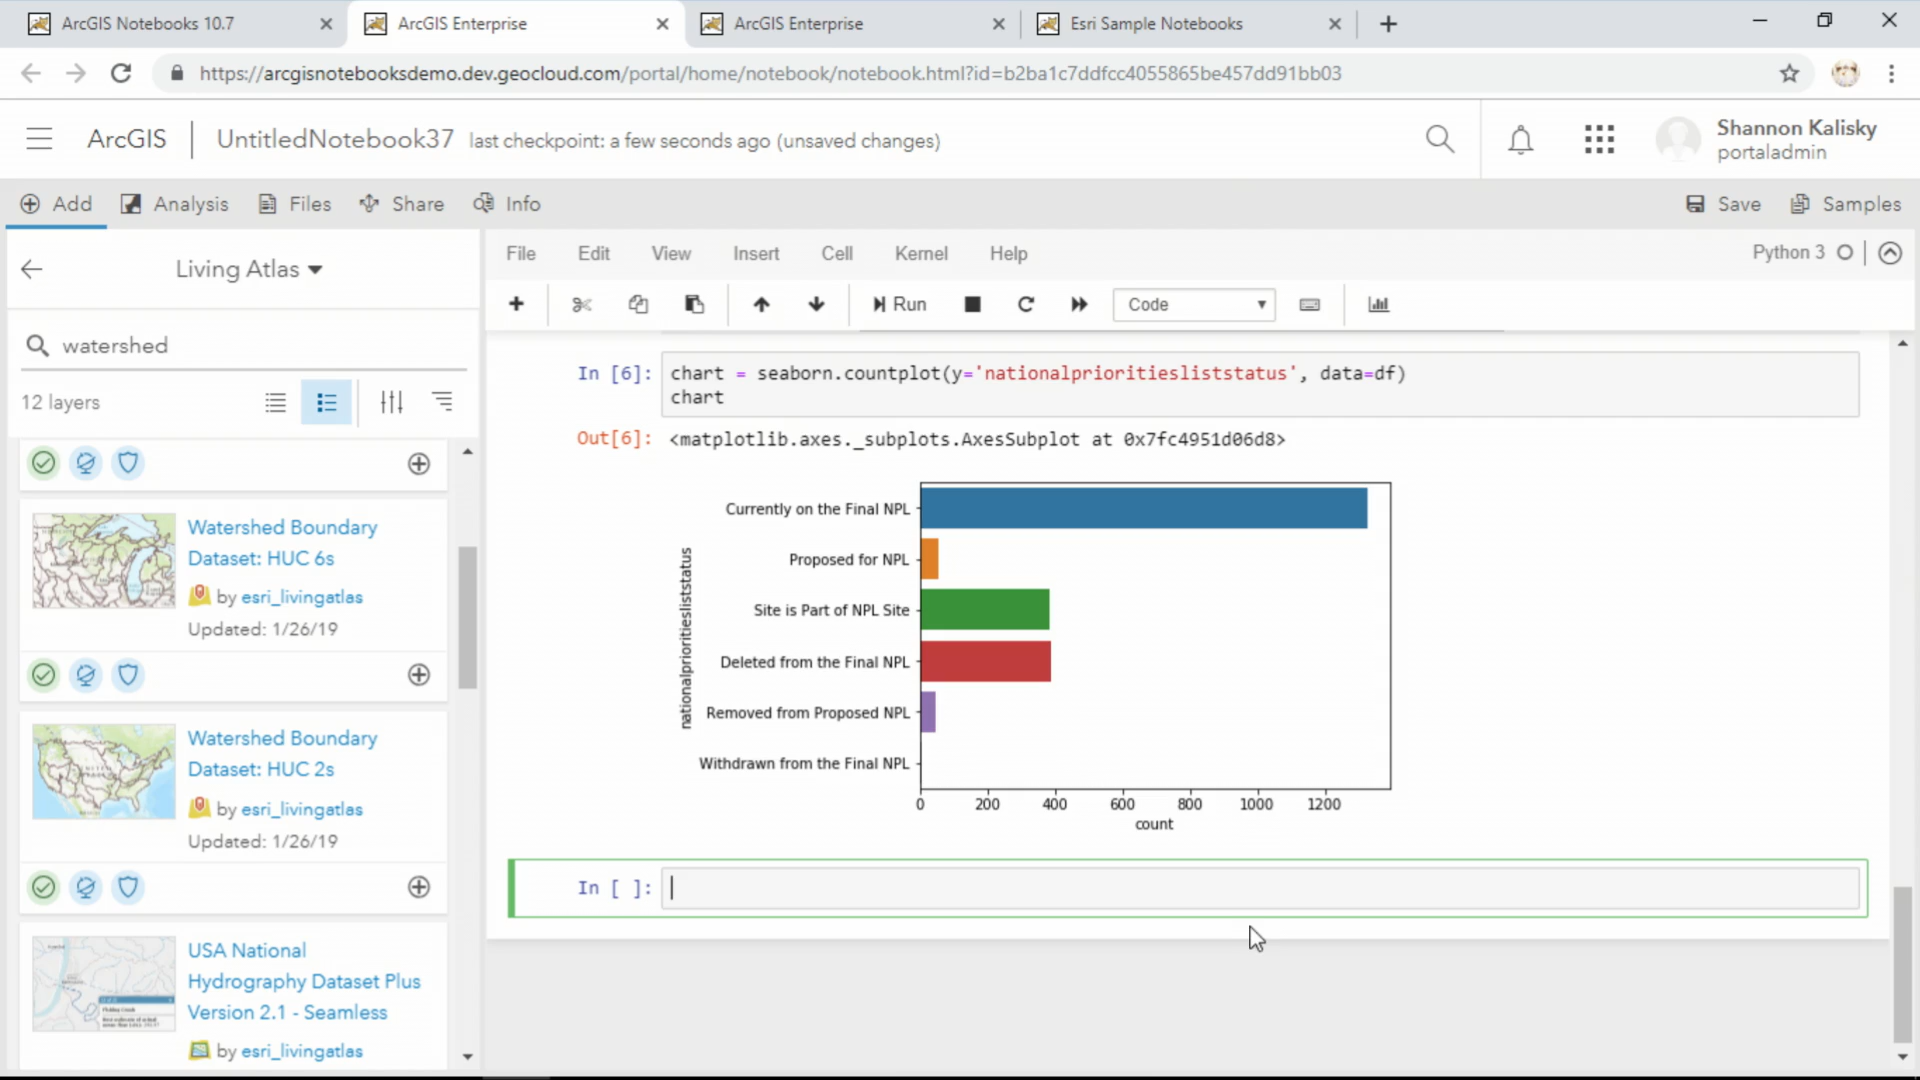 ArcGIS Notebooks 10.7
ArcGIS Enterprise
ArcGIS Enterprise
Esri Sample Notebooks
https://arcgisnotebooksdemo.dev.geocloud.com/portal/home/notebook/notebook.html?id=b2ba1c7ddfcc4055865be457dd91bb03
ArcGIS
UntitledNotebook37 last checkpoint: a few seconds ago (unsaved changes)
Shannon Kalisky
portaladmin
Add
Analysis
Files
Share
Info
Save
Samples
Living Atlas
watershed
12 layers
Watershed Boundary
Dataset: HUC 6s
by esri_livingatlas
Updated: 1/26/19
Watershed Boundary
Dataset: HUC 2s
by esri_livingatlas
Updated: 1/26/19
USA National
Hydrography Dataset Plus
Version 2.1 - Seamless
by esri_livingatlas
File Edit View Insert Cell Kernel Help
Python 3
Run
Code
In [6]: chart = seaborn.countplot(y='nationalprioritiesliststatus', data=df)
chart
Out[6]: <matplotlib.axes._subplots.AxesSubplot at 0x7fc4951d06d8>
nationalprioritiesliststatus
Currently on the Final NPL
Proposed for NPL
Site is Part of NPL Site
Deleted from the Final NPL
Removed from Proposed NPL
Withdrawn from the Final NPL
0 200 400 600 800 1000 1200
count
In [ ]: